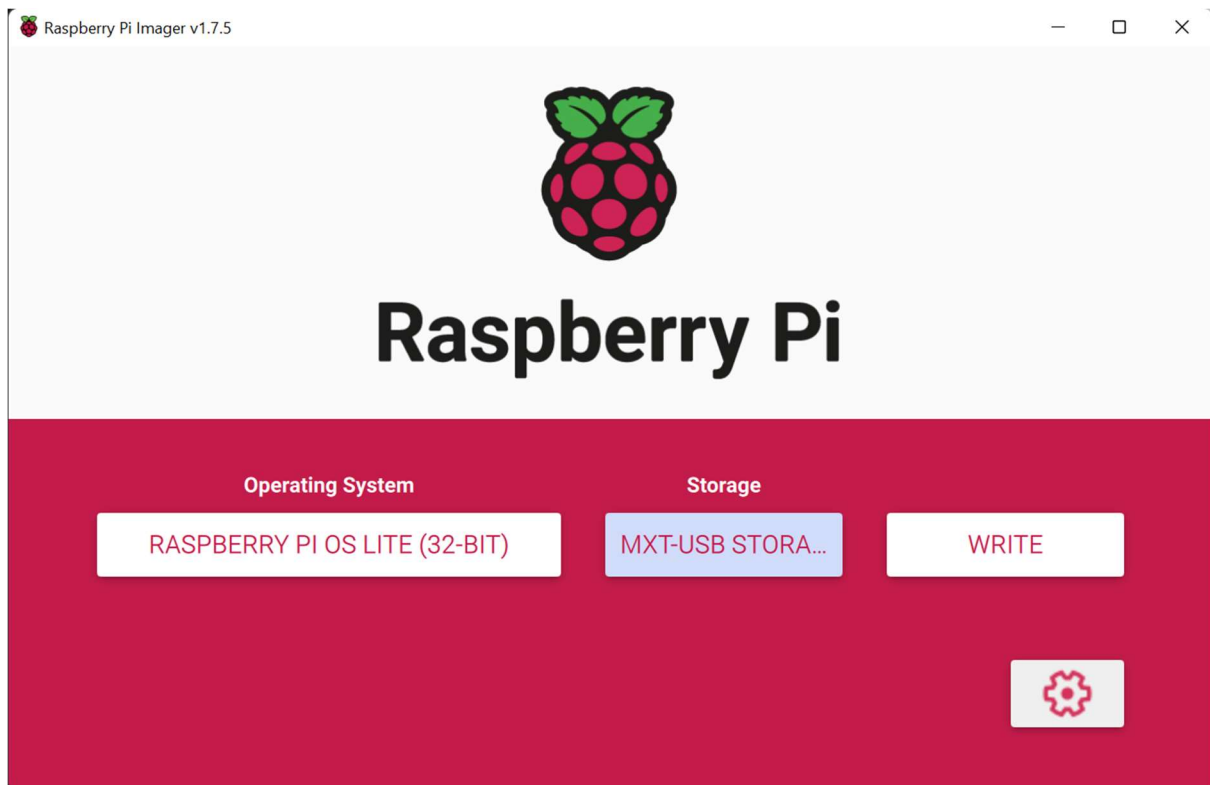 Raspberry Pi Imager v1.7.5
Raspberry Pi
Operating System
Storage
RASPBERRY PI OS LITE (32-BIT)
MXT-USB STORA...
WRITE